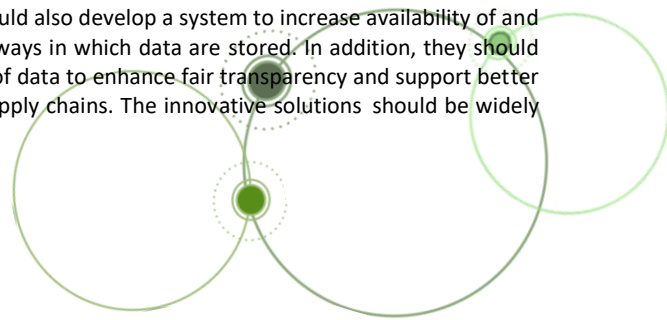 uld also develop a system to increase availability of and
ways in which data are stored. In addition, they should
of data to enhance fair transparency and support better
pply chains. The innovative solutions should be widely